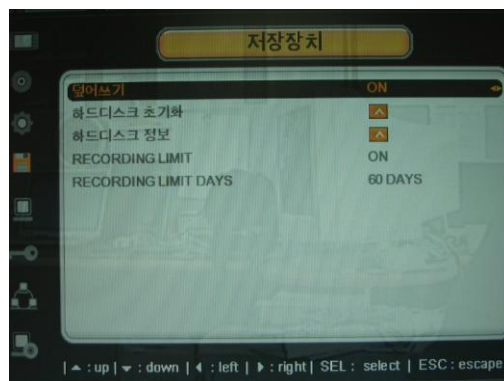 저장장치
덮어쓰기 ON
하드디스크 초기화
하드디스크 정보
RECORDING LIMIT ON
RECORDING LIMIT DAYS 60 DAYS
| ▲ : up | ▼ : down | ◀ : left | ▶ : right | SEL : select | ESC : escape